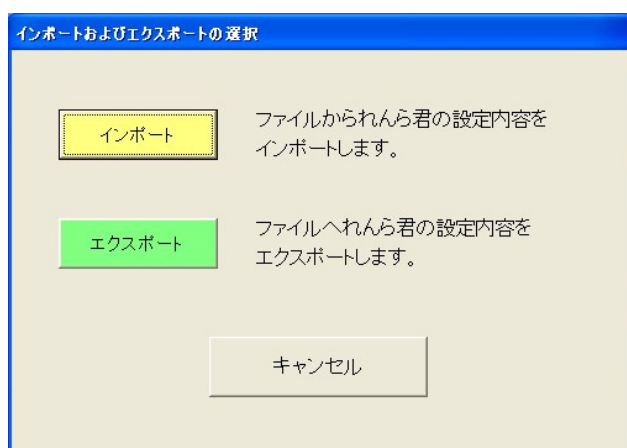 インポートおよびエクスポートの選択
インポート
ファイルかられんら君の設定内容を
インポートします。
エクスポート
ファイルへれんら君の設定内容を
エクスポートします。
キャンセル